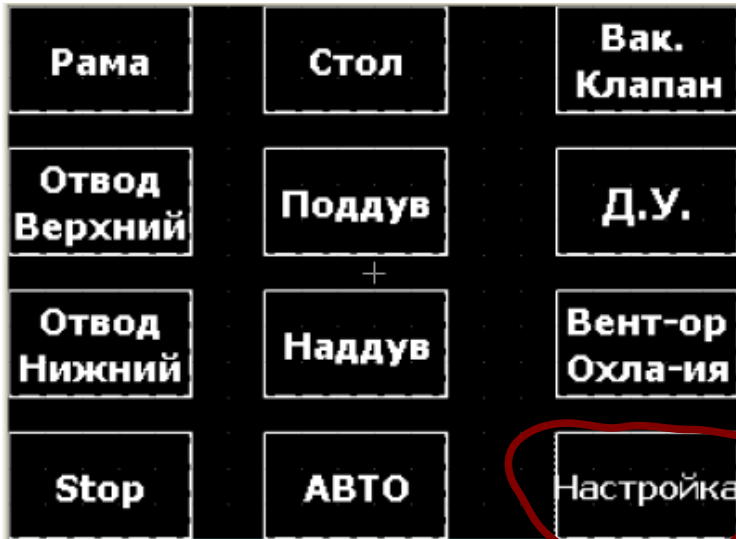 Рама
Стол
Вак.
Клапан
Отвод
Верхний
Поддув
Д.У.
Отвод
Нижний
Наддув
Вент-ор
Охла-ия
Stop
АВТО
Настройка